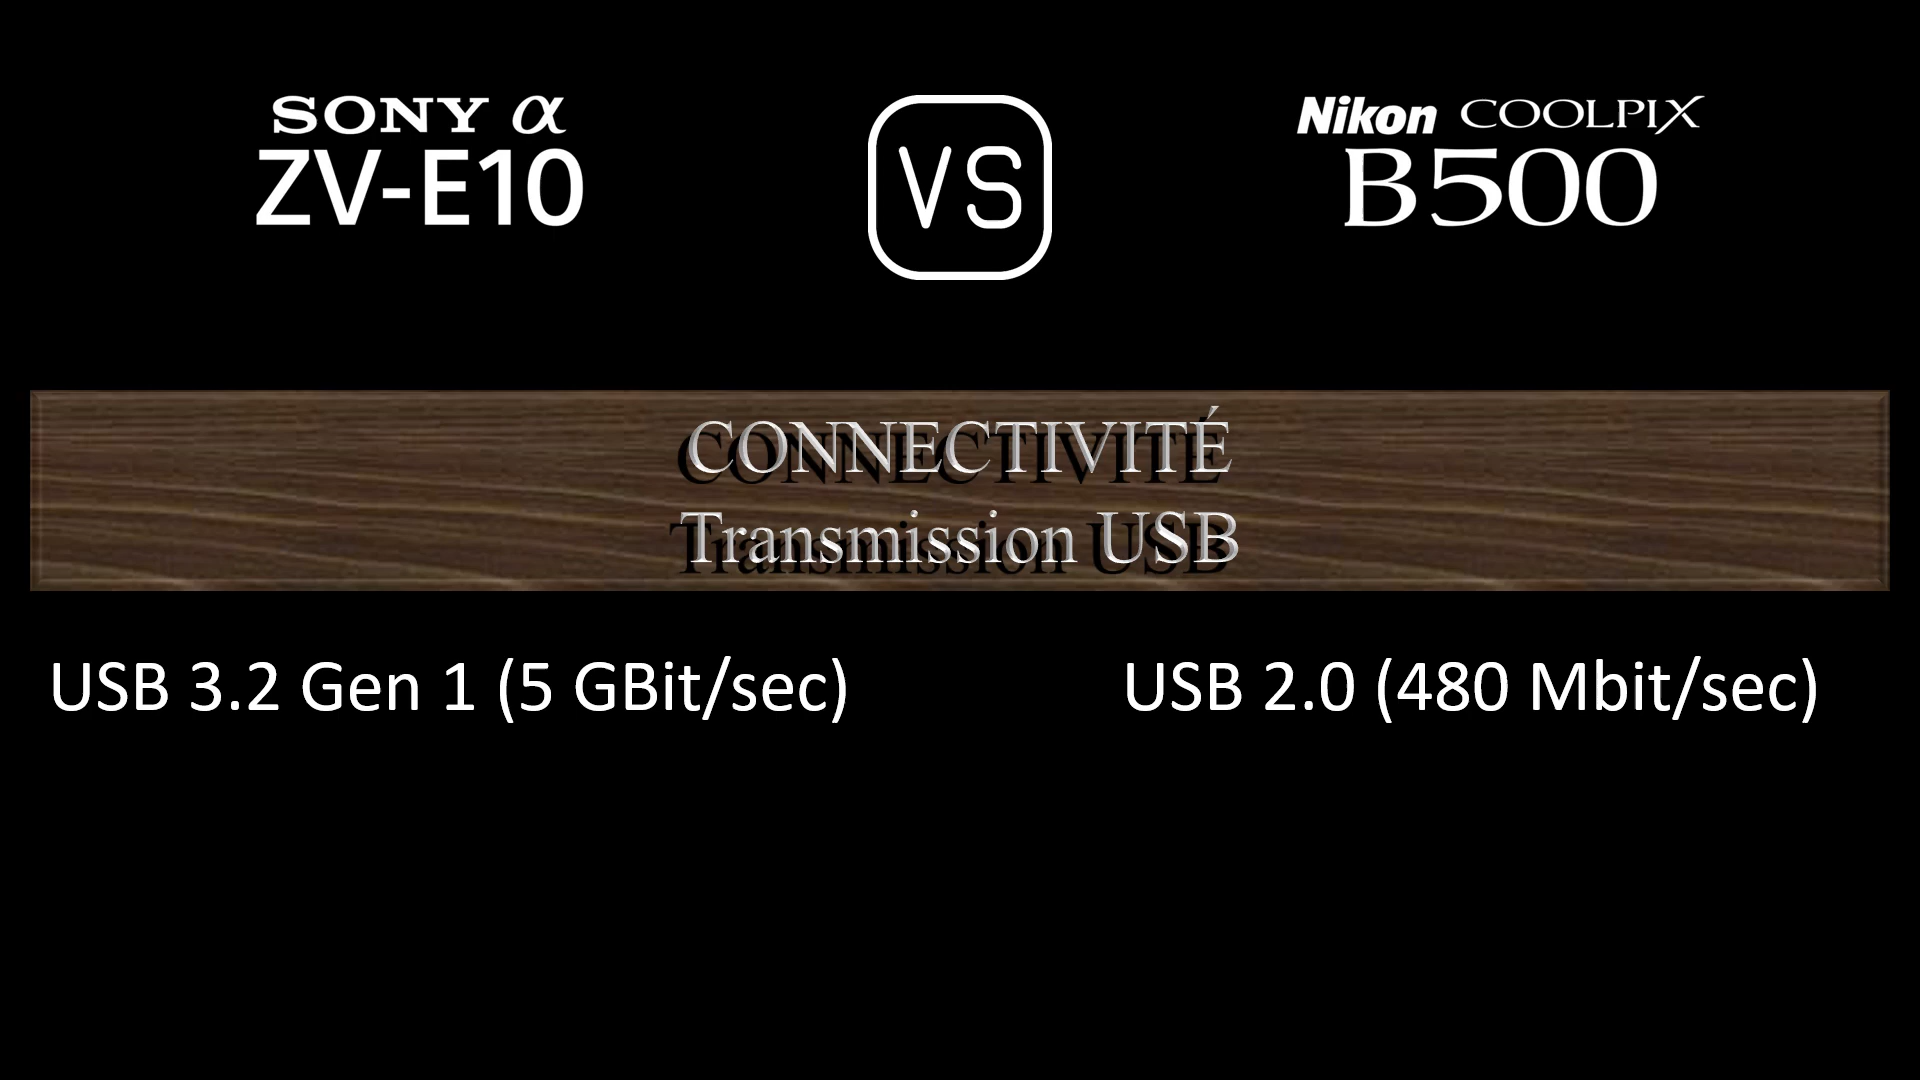 SONY α
ZV-E10
VS
Nikon COOLPIX
B500
CONNECTIVITÉ
Transmission USB
USB 3.2 Gen 1 (5 GBit/sec)
USB 2.0 (480 Mbit/sec)